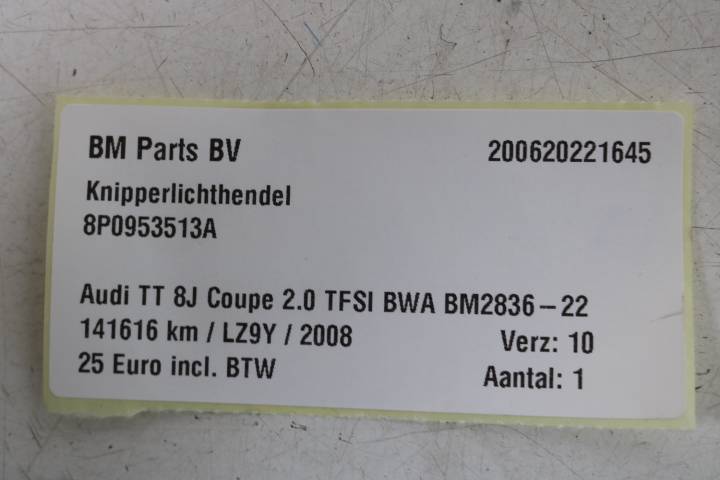 BM Parts BV 200620221645
Knipperlichthendel
8P0953513A
Audi TT 8J Coupe 2.0 TFSI BWA BM2836-22
141616 km / LZ9Y / 2008 Verz: 10
25 Euro incl. BTW Aantal: 1